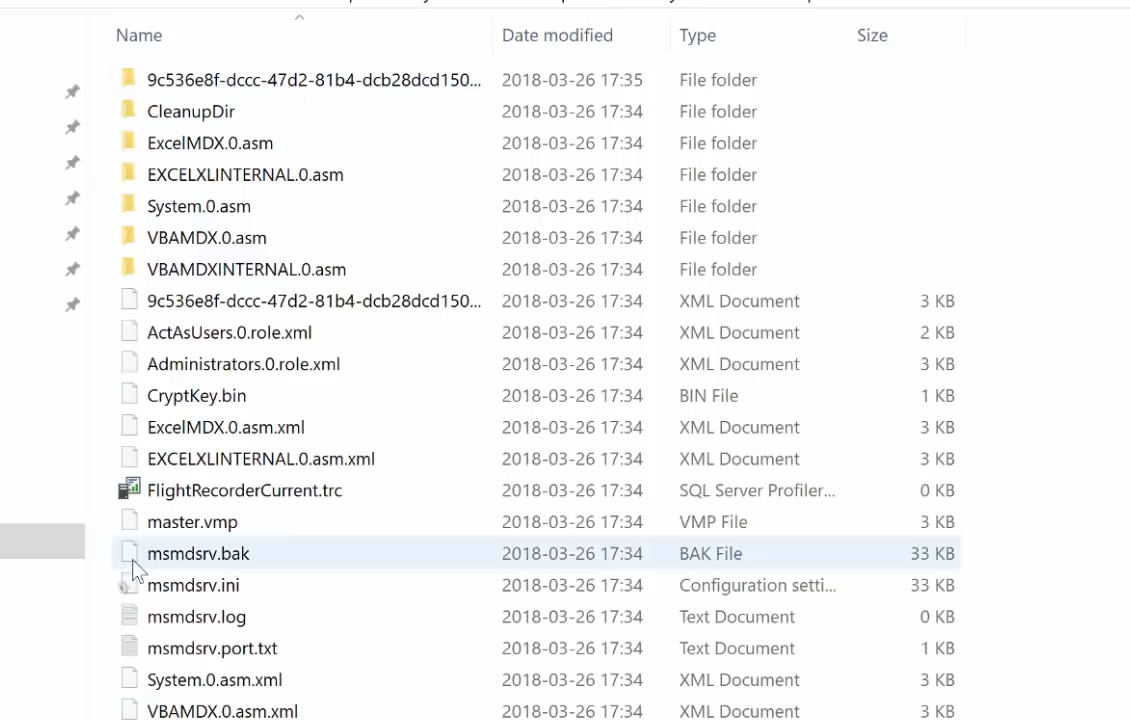 Name Date modified Type Size
9c536e8f-dccc-47d2-81b4-dcb28dcd150... 2018-03-26 17:35 File folder
CleanupDir 2018-03-26 17:34 File folder
ExcelMDX.0.asm 2018-03-26 17:34 File folder
EXCELXLINTERNAL.0.asm 2018-03-26 17:34 File folder
System.0.asm 2018-03-26 17:34 File folder
VBAMDX.0.asm 2018-03-26 17:34 File folder
VBAMDXINTERNAL.0.asm 2018-03-26 17:34 File folder
9c536e8f-dccc-47d2-81b4-dcb28dcd150... 2018-03-26 17:34 XML Document 3 KB
ActAsUsers.0.role.xml 2018-03-26 17:34 XML Document 2 KB
Administrators.0.role.xml 2018-03-26 17:34 XML Document 3 KB
CryptKey.bin 2018-03-26 17:34 BIN File 1 KB
ExcelMDX.0.asm.xml 2018-03-26 17:34 XML Document 3 KB
EXCELXLINTERNAL.0.asm.xml 2018-03-26 17:34 XML Document 3 KB
FlightRecorderCurrent.trc 2018-03-26 17:34 SQL Server Profiler... 0 KB
master.vmp 2018-03-26 17:34 VMP File 3 KB
msmdsrv.bak 2018-03-26 17:34 BAK File 33 KB
msmdsrv.ini 2018-03-26 17:34 Configuration setti... 33 KB
msmdsrv.log 2018-03-26 17:34 Text Document 0 KB
msmdsrv.port.txt 2018-03-26 17:34 Text Document 1 KB
System.0.asm.xml 2018-03-26 17:34 XML Document 3 KB
VBAMDX.0.asm.xml 2018-03-26 17:34 XML Document 3 KB